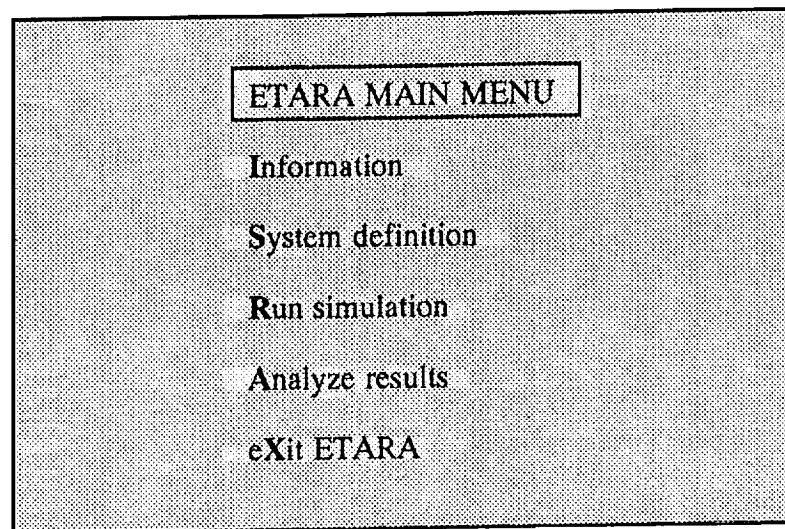 ETARA MAIN MENU
Information
System definition
Run simulation
Analyze results
eXit ETARA